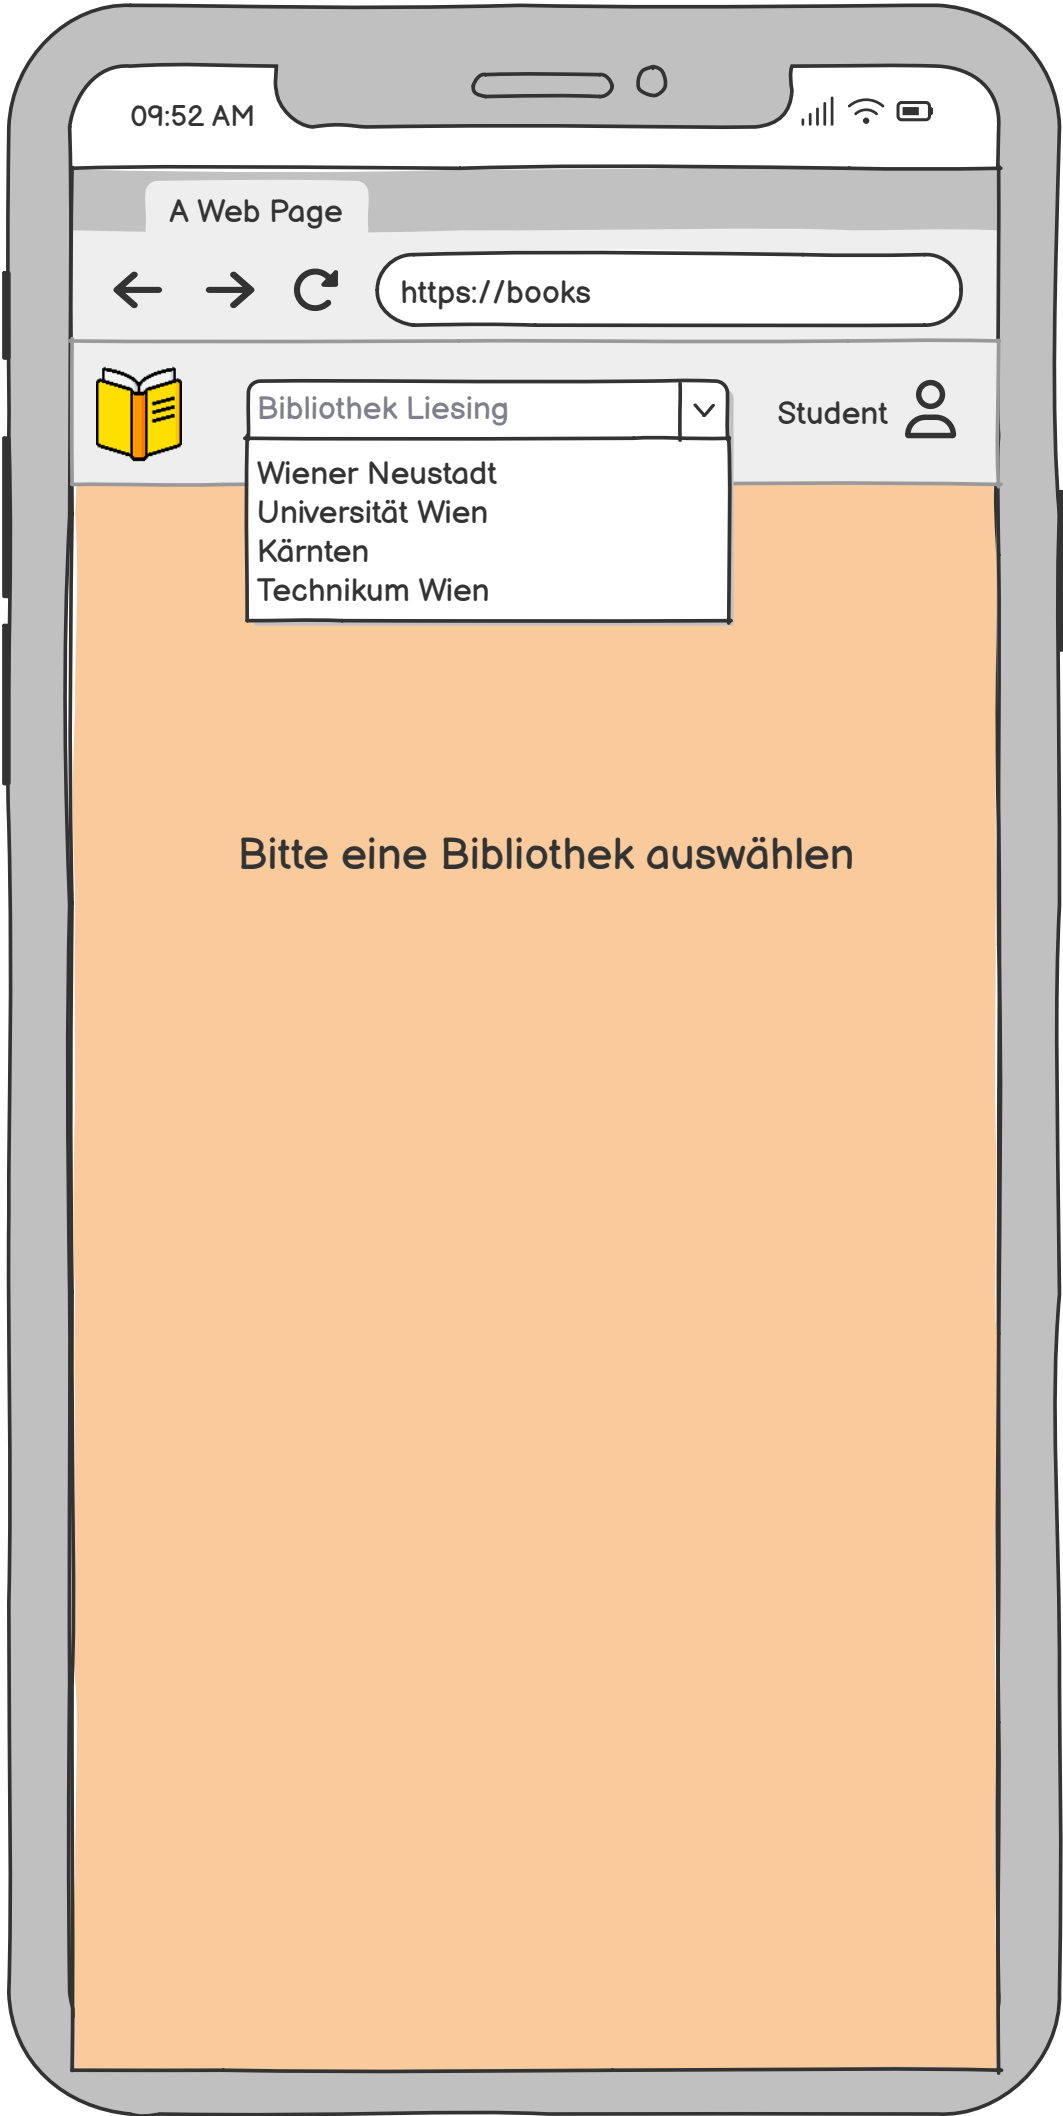 09:52 AM
A Web Page
https://books
Bibliothek Liesing
Student
Wiener Neustadt
Universität Wien
Kärnten
Technikum Wien
Bitte eine Bibliothek auswählen